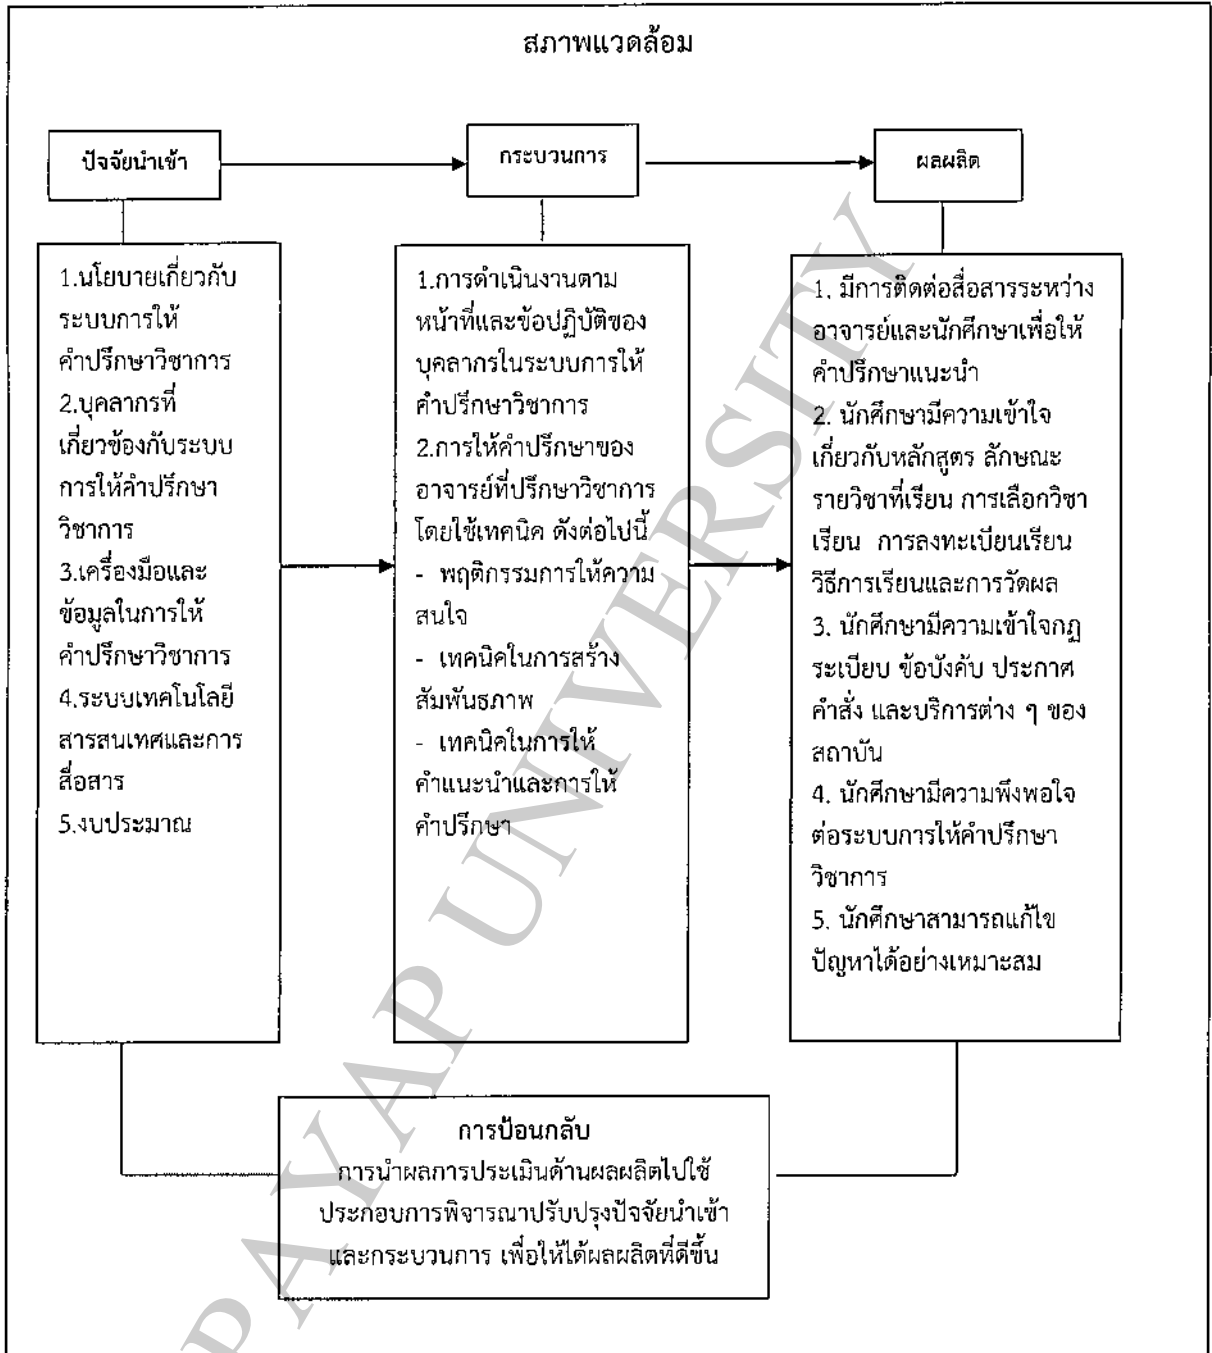 สภาพแวดล้อม
ปัจจัยนำเข้า
กระบวนการ
ผลผลิต
1.นโยบายเกี่ยวกับ
ระบบการให้
คำปรึกษาวิชาการ
2.บุคลากรที่
เกี่ยวข้องกับระบบ
การให้คำปรึกษา
วิชาการ
3.เครื่องมือและ
ข้อมูลในการให้
คำปรึกษาวิชาการ
4.ระบบเทคโนโลยี
สารสนเทศและการ
สื่อสาร
5.งบประมาณ
1.การดำเนินงานตาม
หน้าที่และข้อปฏิบัติของ
บุคลากรในระบบการให้
คำปรึกษาวิชาการ
2.การให้คำปรึกษาของ
อาจารย์ที่ปรึกษาวิชาการ
โดยใช้เทคนิค ดังต่อไปนี้
- พฤติกรรมการให้ความ
สนใจ
- เทคนิคในการสร้าง
สัมพันธภาพ
- เทคนิคในการให้
คำแนะนำและการให้
คำปรึกษา
1. มีการติดต่อสื่อสารระหว่าง
อาจารย์และนักศึกษาเพื่อให้
คำปรึกษาแนะนำ
2. นักศึกษามีความเข้าใจ
เกี่ยวกับหลักสูตร ลักษณะ
รายวิชาที่เรียน การเลือกวิชา
เรียน การลงทะเบียนเรียน
วิธีการเรียนและการวัดผล
3. นักศึกษามีความเข้าใจกฏ
ระเบียบ ข้อบังคับ ประกาศ
คำสั่ง และบริการต่าง ๆ ของ
สถาบัน
4. นักศึกษามีความพึงพอใจ
ต่อระบบการให้คำปรึกษา
วิชาการ
5. นักศึกษาสามารถแก้ไข
ปัญหาได้อย่างเหมาะสม
การป้อนกลับ
การนำผลการประเมินด้านผลผลิตไปใช้
ประกอบการพิจารณาปรับปรุงปัจจัยนำเข้า
และกระบวนการ เพื่อให้ได้ผลผลิตที่ดีขึ้น
PAYAP UNIVERSITY